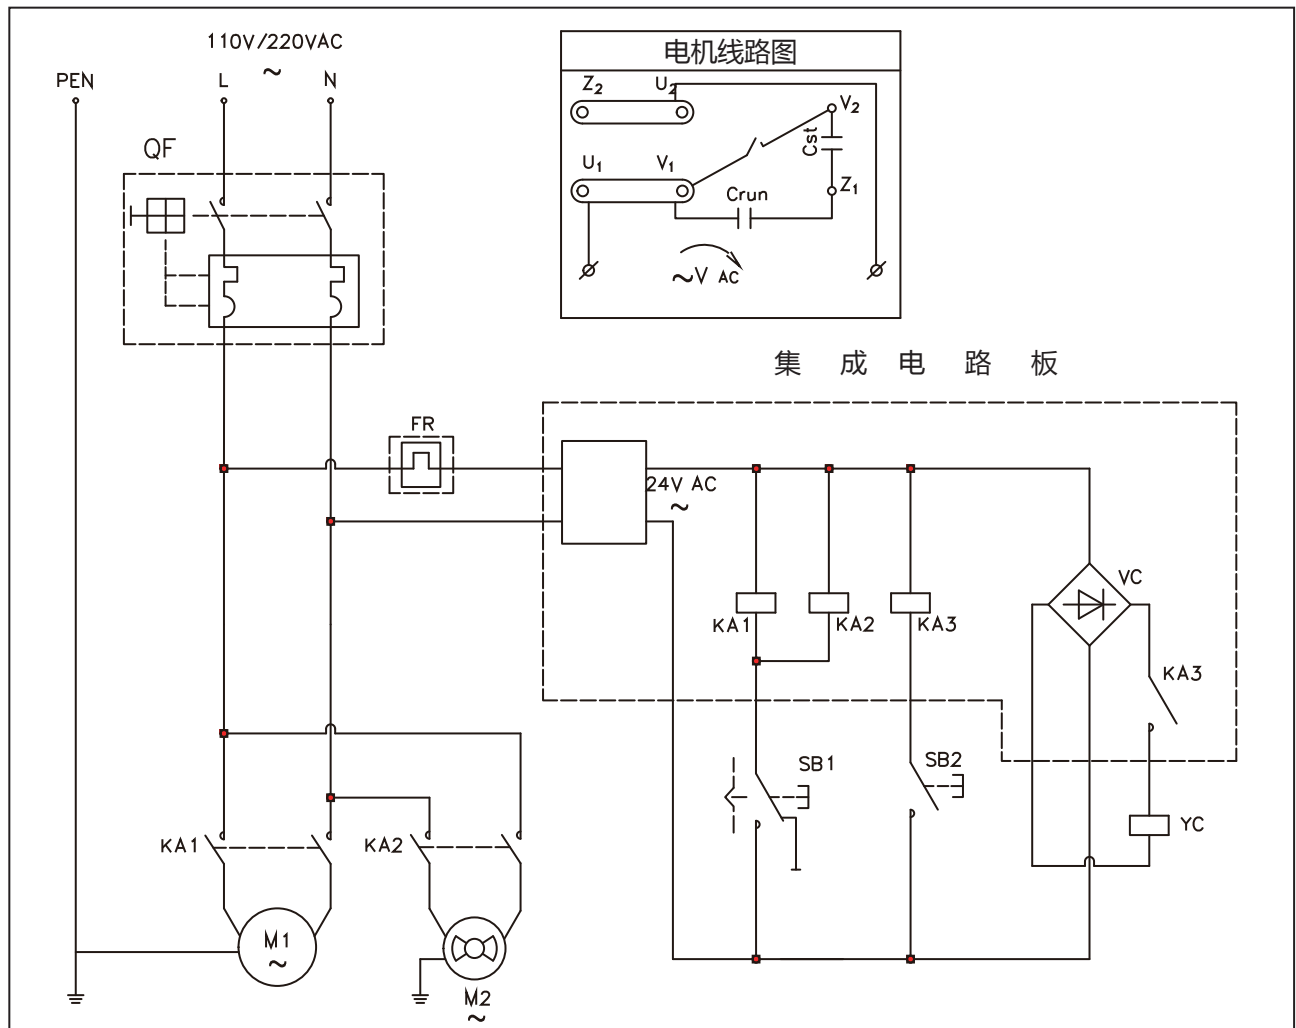 110V/220VAC
~
PEN
L
N
QF
电机线路图
Z2
U2
V2
Cst
U1
V1
Z1
Crun
~V AC
集成电路板
FR
24V AC
~
VC
KA1
KA2
KA3
KA3
SB1
SB2
YC
KA1
KA2
M1
~
M2
~